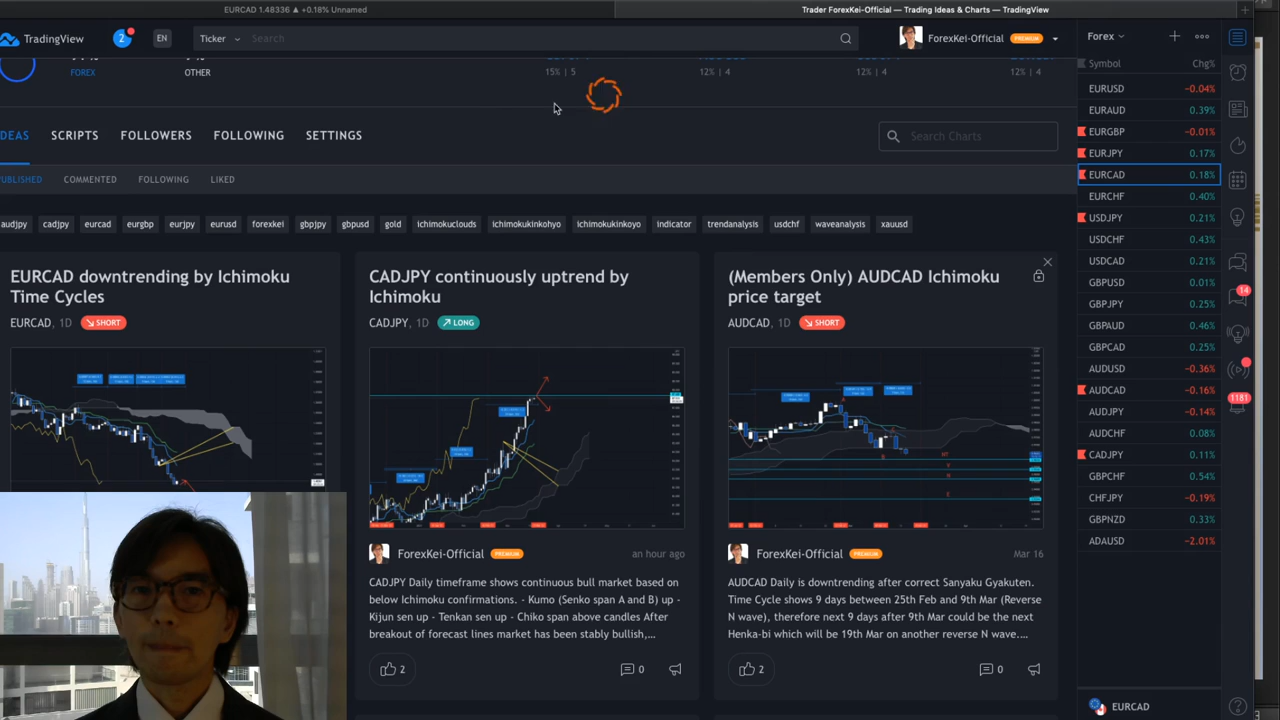 EURCAD 1.48336 ▲ +0.18% Unnamed
Trader ForexKei-Official — Trading Ideas & Charts — TradingView
TradingView
2
EN
Ticker
Search
ForexKei-Official
PREMIUM
Forex
FOREX
OTHER
15% | 5
12% | 4
12% | 4
12% | 4
DEAS
SCRIPTS
FOLLOWERS
FOLLOWING
SETTINGS
Search Charts
UBLISHED
COMMENTED
FOLLOWING
LIKED
audjpy
cadjpy
eurcad
eurgbp
eurjpy
eurusd
forexkei
gbpjpy
gbpusd
gold
ichimokuclouds
ichimokukinkohyo
ichimokukinkoyo
indicator
trendanalysis
usdchf
waveanalysis
xauusd
EURCAD downtrending by Ichimoku
Time Cycles
EURCAD, 1D
SHORT
CADJPY continuously uptrend by
Ichimoku
CADJPY, 1D
LONG
ForexKei-Official
PREMIUM
an hour ago
CADJPY Daily timeframe shows continuous bull market based on
below Ichimoku confirmations. - Kumo (Senko span A and B) up -
Kijun sen up - Tenkan sen up - Chiko span above candles After
breakout of forecast lines market has been stably bullish,...
2
0
(Members Only) AUDCAD Ichimoku
price target
AUDCAD, 1D
SHORT
ForexKei-Official
PREMIUM
Mar 16
AUDCAD Daily is downtrending after correct Sanyaku Gyakuten.
Time Cycle shows 9 days between 25th Feb and 9th Mar (Reverse
N wave), therefore next 9 days after 9th Mar could be the next
Henka-bi which will be 19th Mar on another reverse N wave....
2
0
Symbol Chg%
EURUSD −0.04%
EURAUD 0.39%
EURGBP −0.01%
EURJPY 0.17%
EURCAD 0.18%
EURCHF 0.40%
USDJPY 0.21%
USDCHF 0.43%
USDCAD 0.21%
GBPUSD 0.01%
GBPJPY 0.25%
GBPAUD 0.46%
GBPCAD 0.25%
AUDUSD −0.36%
AUDCAD −0.16%
AUDJPY −0.14%
AUDCHF 0.08%
CADJPY 0.11%
GBPCHF 0.54%
CHFJPY −0.19%
GBPNZD 0.33%
ADAUSD −2.01%
EURCAD
14
1181